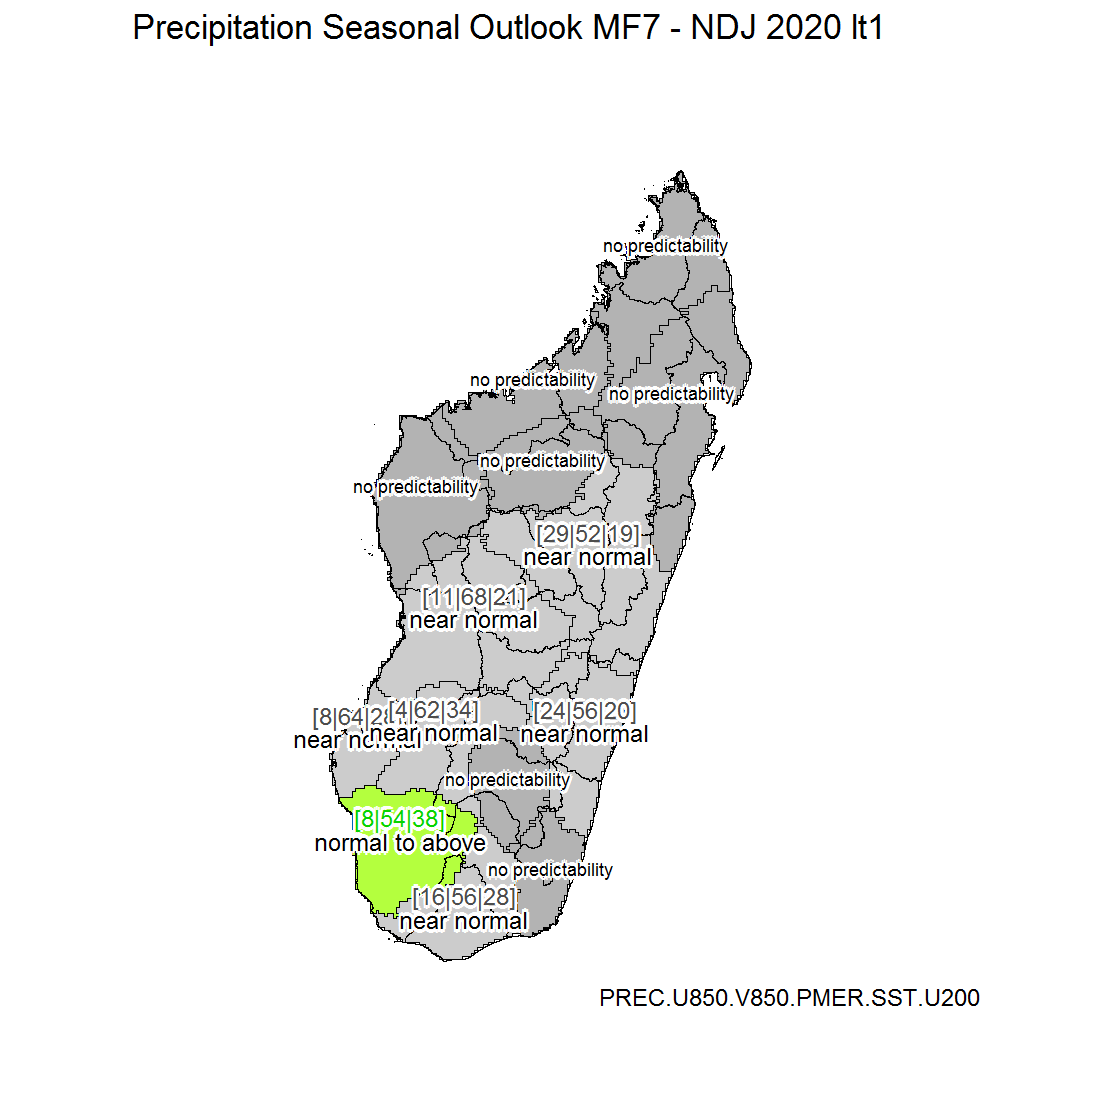 Precipitation Seasonal Outlook MF7 - NDJ 2020 lt1
no predictability
no predictability
no predictability
no predictability
no predictability
[29|52|19]
near normal
[11|68|21]
near normal
[8|64|28]
near normal
[4|62|34]
near normal
[24|56|20]
near normal
no predictability
[8|54|38]
normal to above
no predictability
[16|56|28]
near normal
PREC.U850.V850.PMER.SST.U200